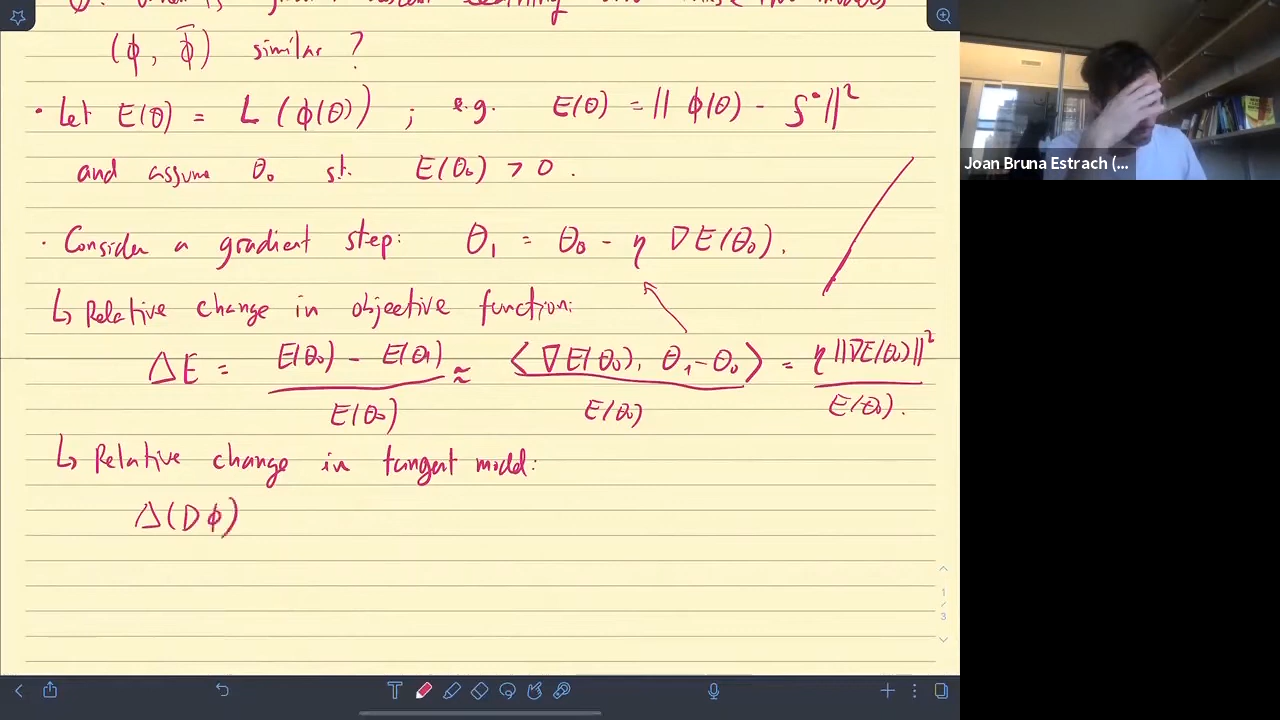 (ϕ, ϕ̄) similar ?
· Let E(θ) = L(ϕ(θ)) ; e.g. E(θ) = || ϕ(θ) - f* ||²
and assume θ₀ s.t. E(θ₀) > 0 .
· Consider a gradient step: θ₁ = θ₀ - η ∇E(θ₀).
↳ Relative change in objective function:
ΔE = (E(θ₀) - E(θ₁)) / E(θ₀) ≈ ⟨∇E(θ₀), θ₁-θ₀⟩ / E(θ₀) = η||∇E(θ₀)||² / E(θ₀).
↳ Relative change in tangent model:
Δ(Dϕ)
Joan Bruna Estrach (...
1
/
3
T